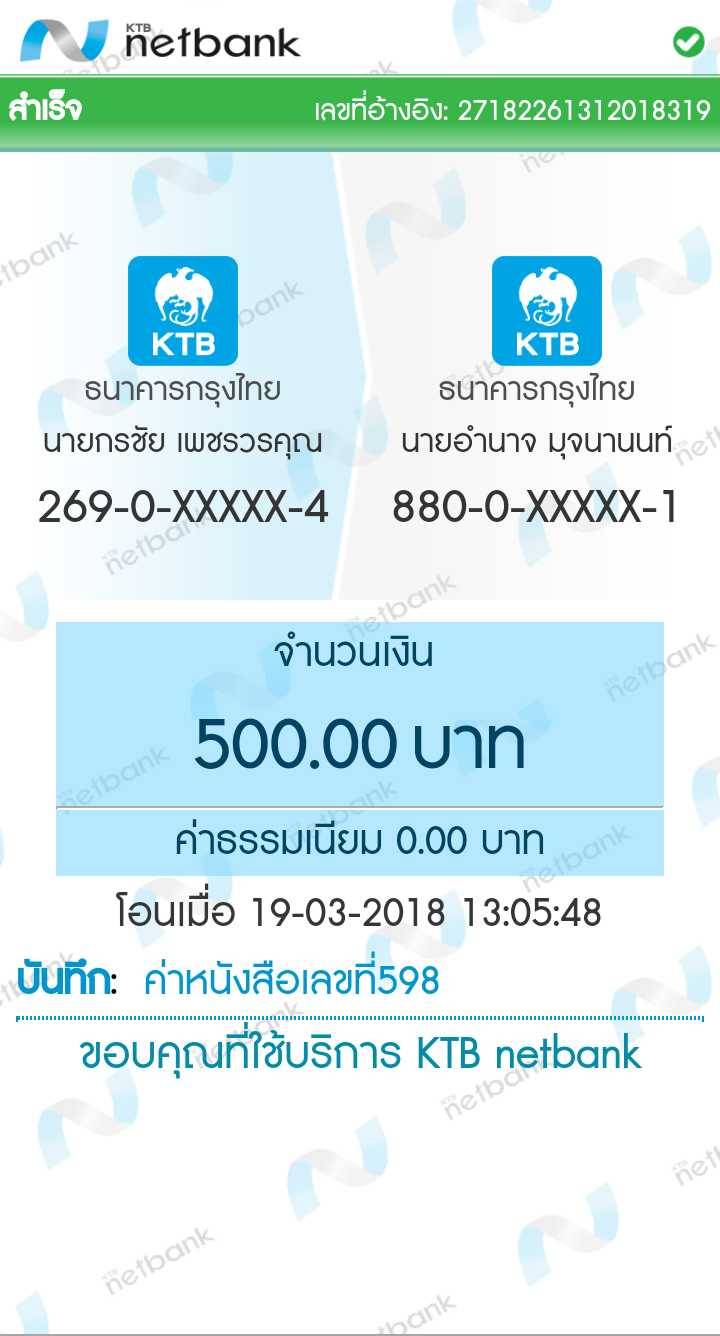 KTB netbank
สำเร็จ เลขที่อ้างอิง: 27182261312018319
KTB KTB
ธนาคารกรุงไทย ธนาคารกรุงไทย
นายกรชัย เพชรวรคุณ นายอำนาจ มุจนานนท์
269-0-XXXXX-4 880-0-XXXXX-1
จำนวนเงิน
500.00 บาท
ค่าธรรมเนียม 0.00 บาท
โอนเมื่อ 19-03-2018 13:05:48
บันทึก: ค่าหนังสือเลขที่598
ขอบคุณที่ใช้บริการ KTB netbank